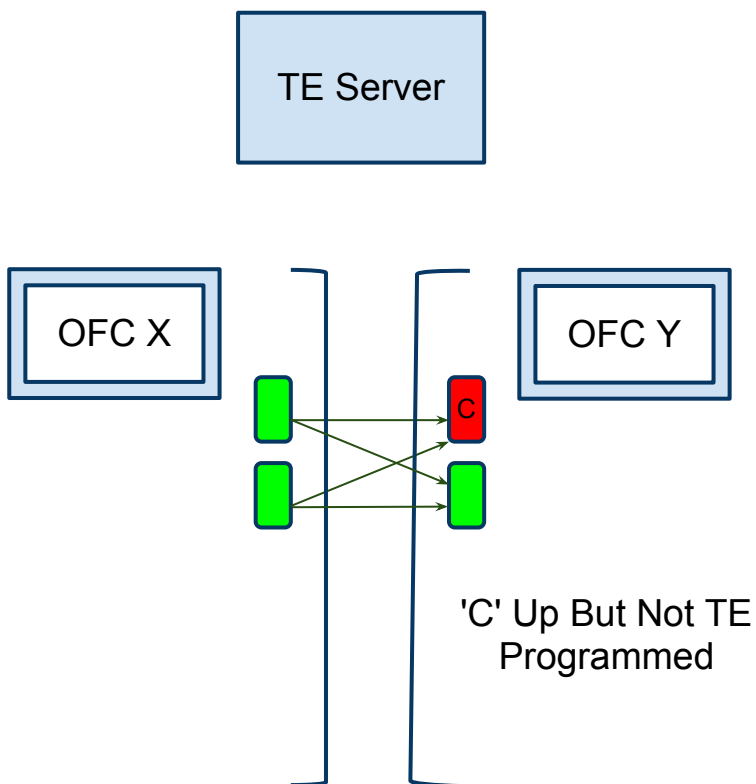 TE Server
OFC X
OFC Y
C
'C' Up But Not TE
Programmed